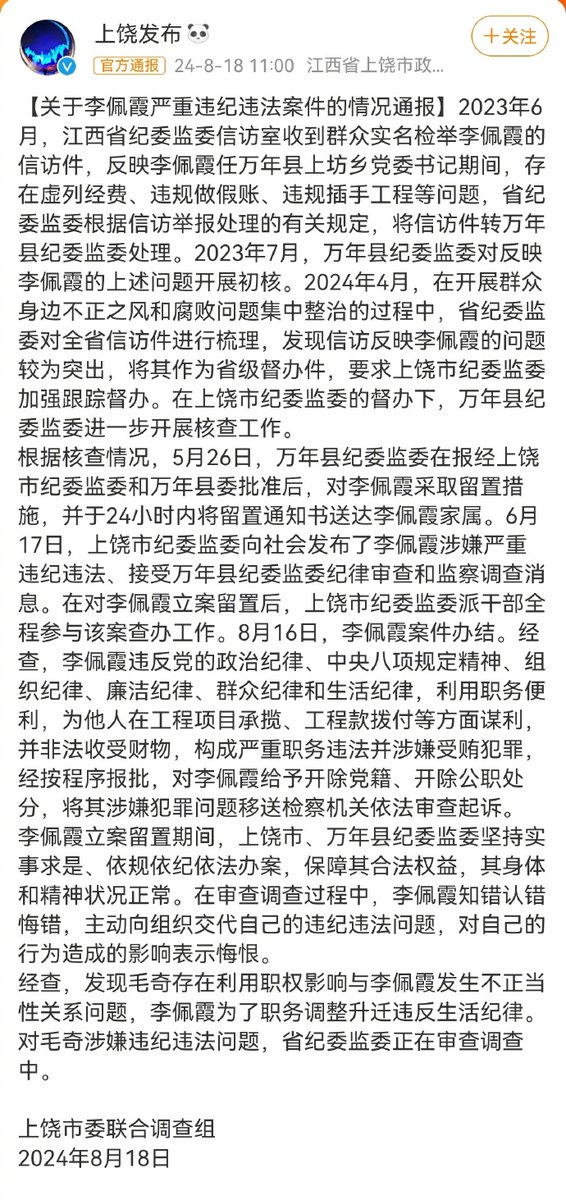 上饶发布🐼
+关注
官方通报 24-8-18 11:00 江西省上饶市政...
【关于李佩霞严重违纪违法案件的情况通报】2023年6
月，江西省纪委监委信访室收到群众实名检举李佩霞的
信访件，反映李佩霞任万年县上坊乡党委书记期间，存
在虚列经费、违规做假账、违规插手工程等问题，省纪
委监委根据信访举报处理的有关规定，将信访件转万年
县纪委监委处理。2023年7月，万年县纪委监委对反映
李佩霞的上述问题开展初核。2024年4月，在开展群众
身边不正之风和腐败问题集中整治的过程中，省纪委监
委对全省信访件进行梳理，发现信访反映李佩霞的问题
较为突出，将其作为省级督办件，要求上饶市纪委监委
加强跟踪督办。在上饶市纪委监委的督办下，万年县纪
委监委进一步开展核查工作。
根据核查情况，5月26日，万年县纪委监委在报经上饶
市纪委监委和万年县委批准后，对李佩霞采取留置措
施，并于24小时内将留置通知书送达李佩霞家属。6月
17日，上饶市纪委监委向社会发布了李佩霞涉嫌严重
违纪违法、接受万年县纪委监委纪律审查和监察调查消
息。在对李佩霞立案留置后，上饶市纪委监委派干部全
程参与该案查办工作。8月16日，李佩霞案件办结。经
查，李佩霞违反党的政治纪律、中央八项规定精神、组
织纪律、廉洁纪律、群众纪律和生活纪律，利用职务便
利，为他人在工程项目承揽、工程款拨付等方面谋利，
并非法收受财物，构成严重职务违法并涉嫌受贿犯罪，
经按程序报批，对李佩霞给予开除党籍、开除公职处
分，将其涉嫌犯罪问题移送检察机关依法审查起诉。
李佩霞立案留置期间，上饶市、万年县纪委监委坚持实
事求是、依规依纪依法办案，保障其合法权益，其身体
和精神状况正常。在审查调查过程中，李佩霞知错认错
悔错，主动向组织交代自己的违纪违法问题，对自己的
行为造成的影响表示悔恨。
经查，发现毛奇存在利用职权影响与李佩霞发生不正当
性关系问题，李佩霞为了职务调整升迁违反生活纪律。
对毛奇涉嫌违纪违法问题，省纪委监委正在审查调查
中。
上饶市委联合调查组
2024年8月18日